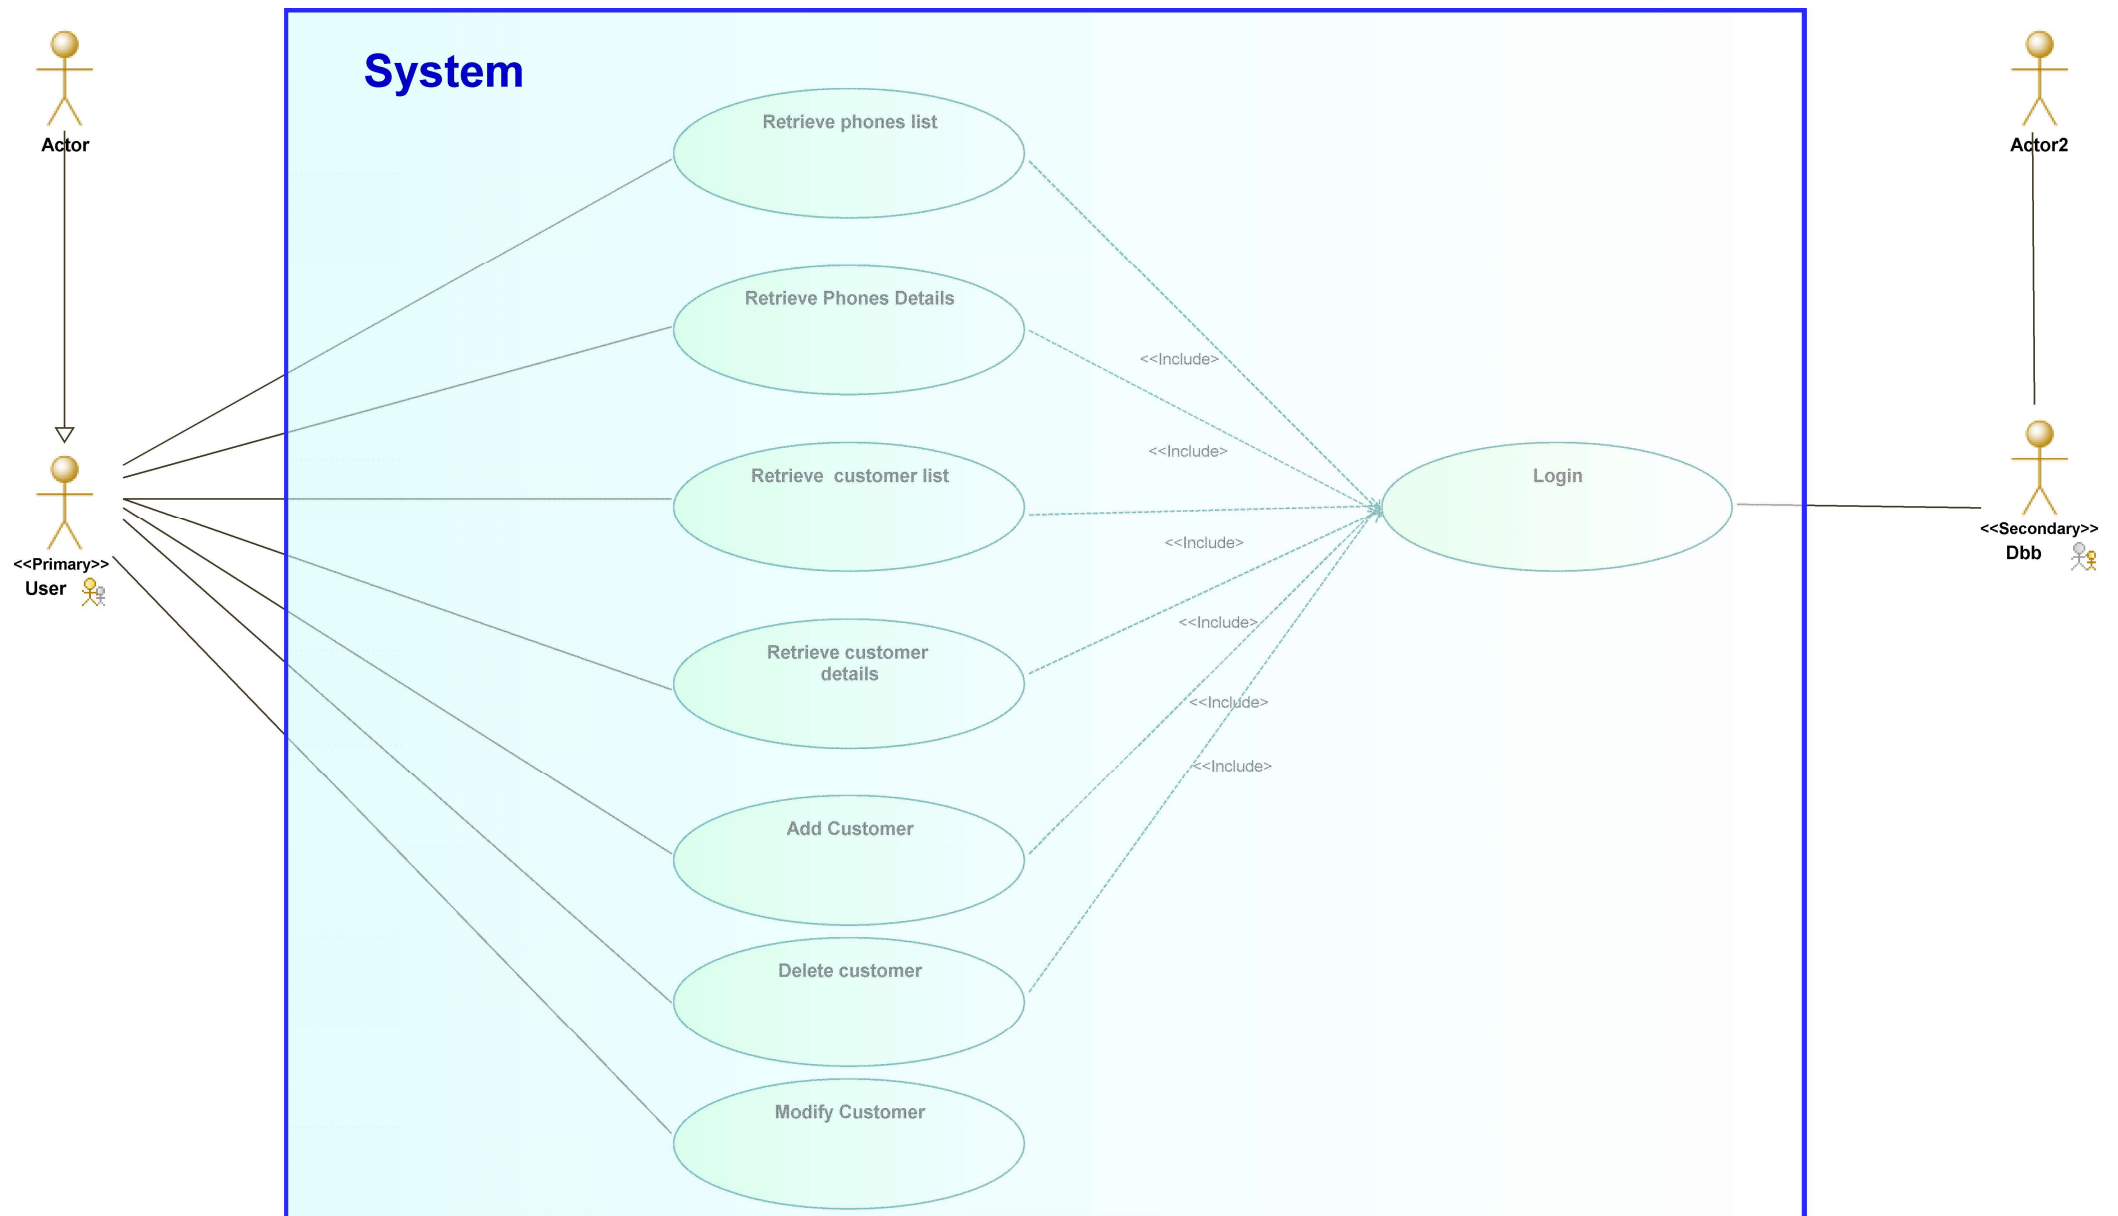 System
Actor
Actor2
Retrieve phones list
Retrieve Phones Details
<<Include>
<<Include>
Retrieve  customer list
Login
<<Primary>>
User
<<Secondary>>
Dbb
<<Include>
<<Include>
Retrieve customer
details
<<Include>
<<Include>
Add Customer
Delete customer
Modify Customer